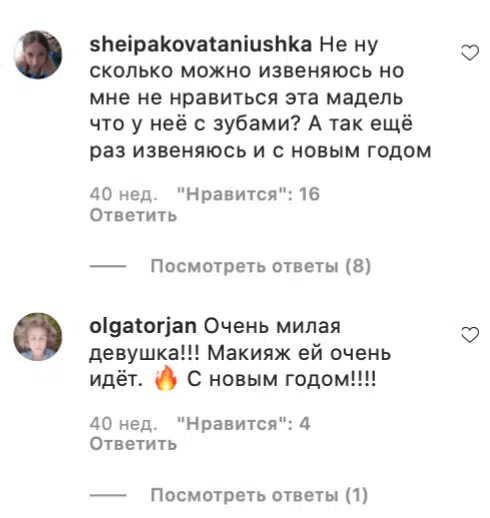 sheipakovataniushka Не ну
сколько можно извеняюсь но
мне не нравиться эта мадель
что у неё с зубами? А так ещё
раз извеняюсь и с новым годом
40 нед. "Нравится": 16
Ответить
Посмотреть ответы (8)
olgatorjan Очень милая
девушка!!! Макияж ей очень
идёт. 🔥 С новым годом!!!!
40 нед. "Нравится": 4
Ответить
Посмотреть ответы (1)